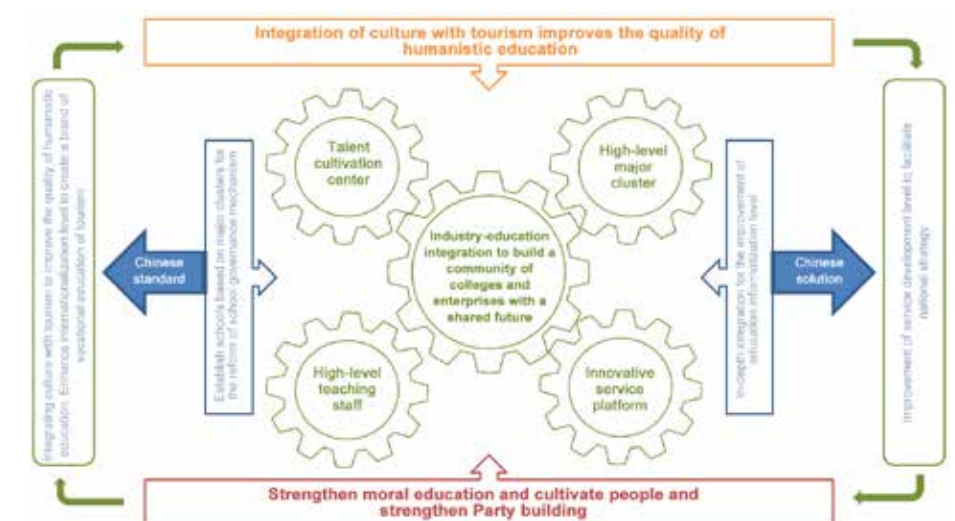 Integration of culture with tourism improves the quality of
humanistic education
Integrating culture with tourism to improve the quality of humanistic
education. Enhance internationalization level to create a brand of
vocational education of tourism
Chinese
standard
Establish schools based on major clusters for
the reform of school governance mechanism
Talent
cultivation
center
High-level
major
cluster
Industry-education
integration to build a
community of
colleges and
enterprises with a
shared future
High-level
teaching
staff
Innovative
service
platform
In-depth integration for the improvement of
education informatization level
Chinese
solution
Improvement of service development level to facilitate
national strategy
Strengthen moral education and cultivate people and
strengthen Party building